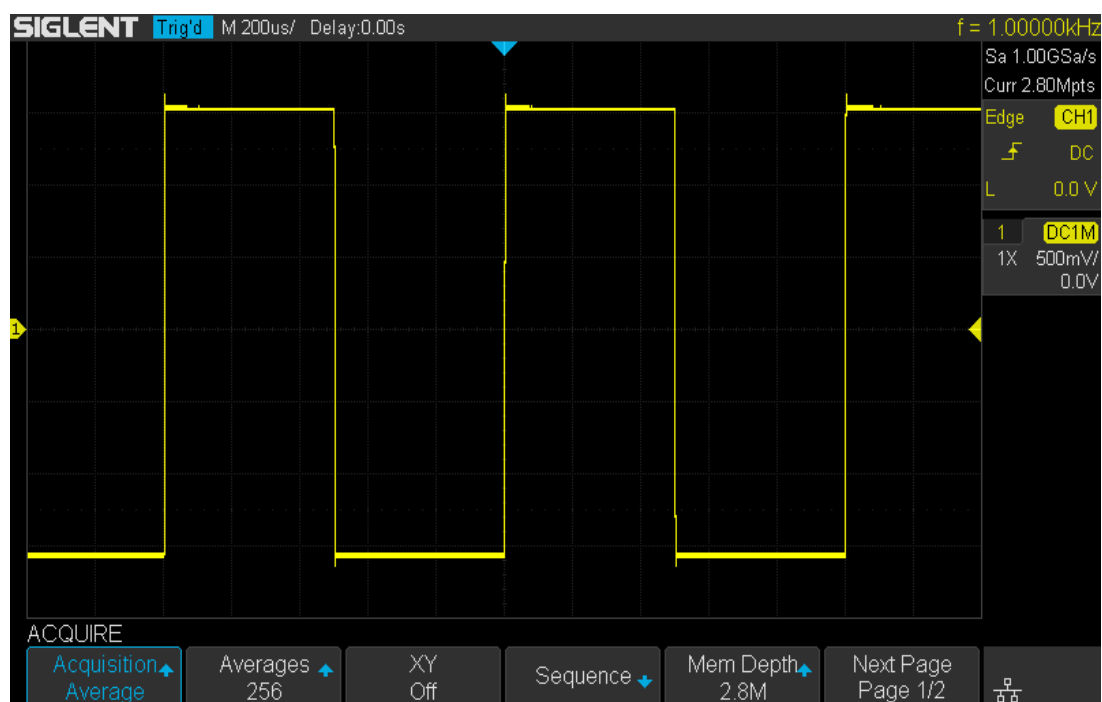 SIGLENT Trig'd M 200us/ Delay:0.00s f = 1.00000kHz
Sa 1.00GSa/s
Curr 2.80Mpts
Edge CH1
DC
L 0.0 V
1 DC1M
1X 500mV/
0.0V
1
ACQUIRE
Acquisition Averages XY Sequence Mem Depth Next Page
Average 256 Off 2.8M Page 1/2